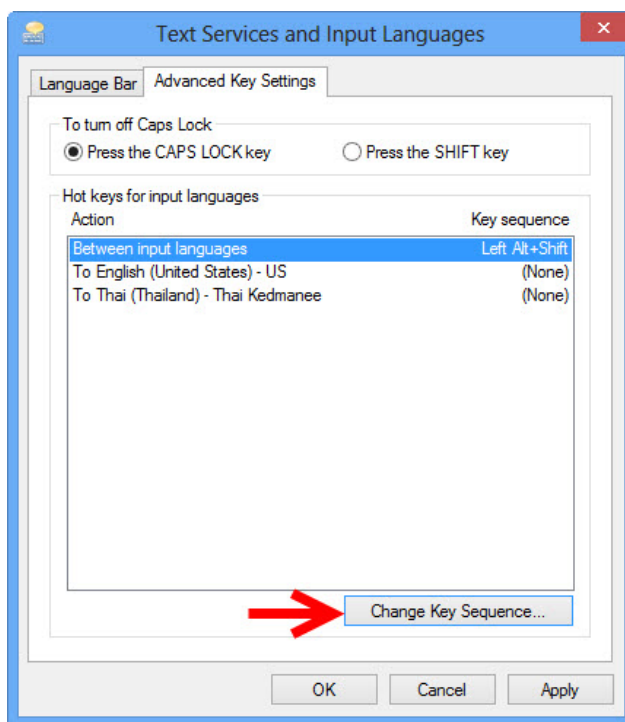 Text Services and Input Languages
Language Bar Advanced Key Settings
To turn off Caps Lock
Press the CAPS LOCK key Press the SHIFT key
Hot keys for input languages
Action Key sequence
Between input languages Left Alt+Shift
To English (United States) - US (None)
To Thai (Thailand) - Thai Kedmanee (None)
Change Key Sequence...
OK Cancel Apply